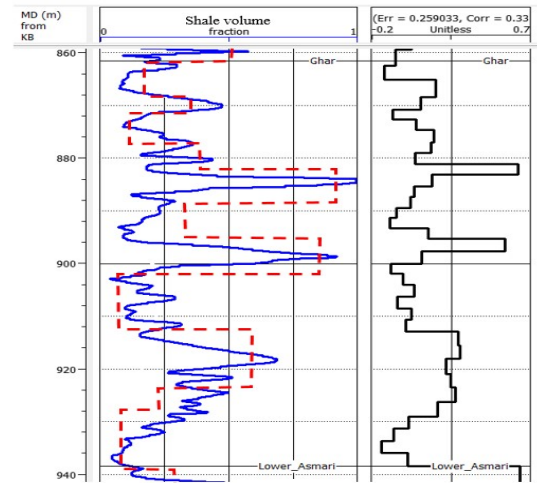 MD (m)
from
KB
Shale volume
0 fraction 1
(Err = 0.259033, Corr = 0.33
-0.2 Unitless 0.7
860
Ghar
Ghar
880
900
920
Lower_Asmari
Lower_Asmari
940